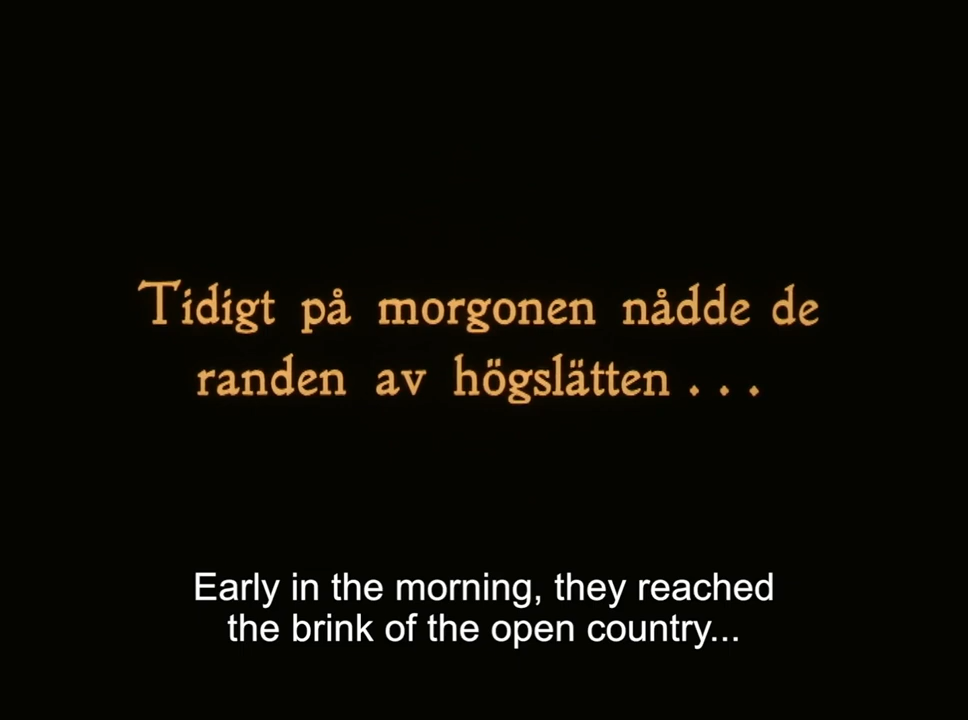 Tidigt på morgonen nådde de
randen av högslätten . . .
Early in the morning, they reached
the brink of the open country...